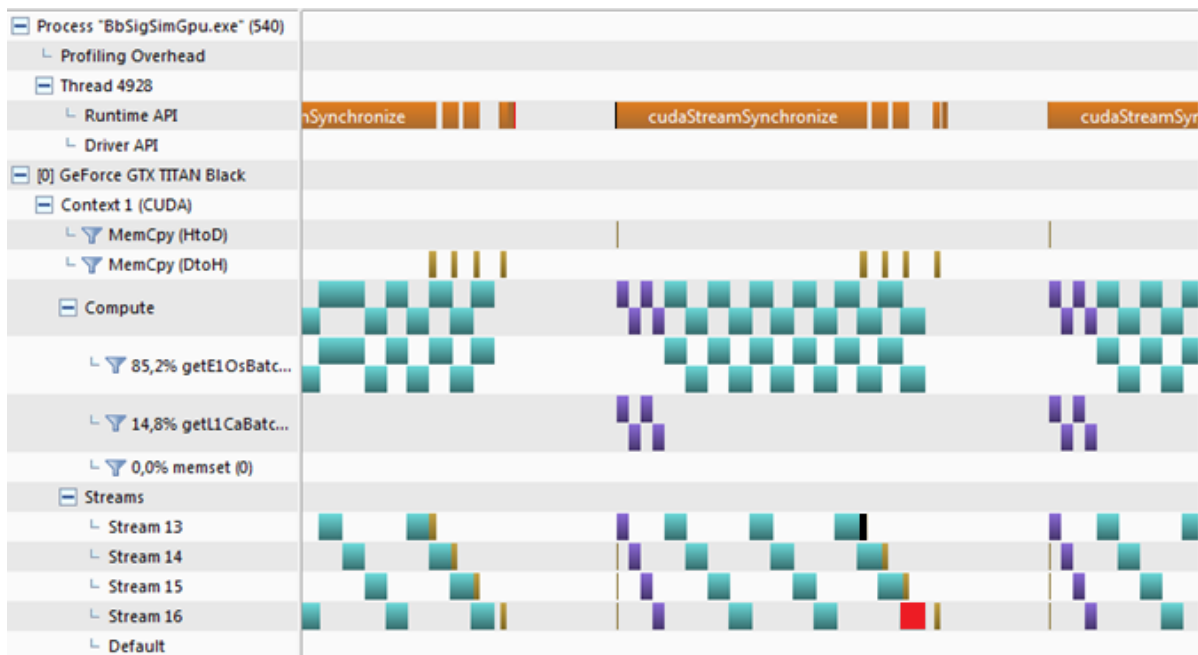 Process "BbSigSimGpu.exe" (540)
Profiling Overhead
Thread 4928
Runtime API
nSynchronize
cudaStreamSynchronize
cudaStreamSyr
Driver API
[0] GeForce GTX TITAN Black
Context 1 (CUDA)
MemCpy (HtoD)
MemCpy (DtoH)
Compute
85,2% getE1OsBatc...
14,8% getL1CaBatc...
0,0% memset (0)
Streams
Stream 13
Stream 14
Stream 15
Stream 16
Default